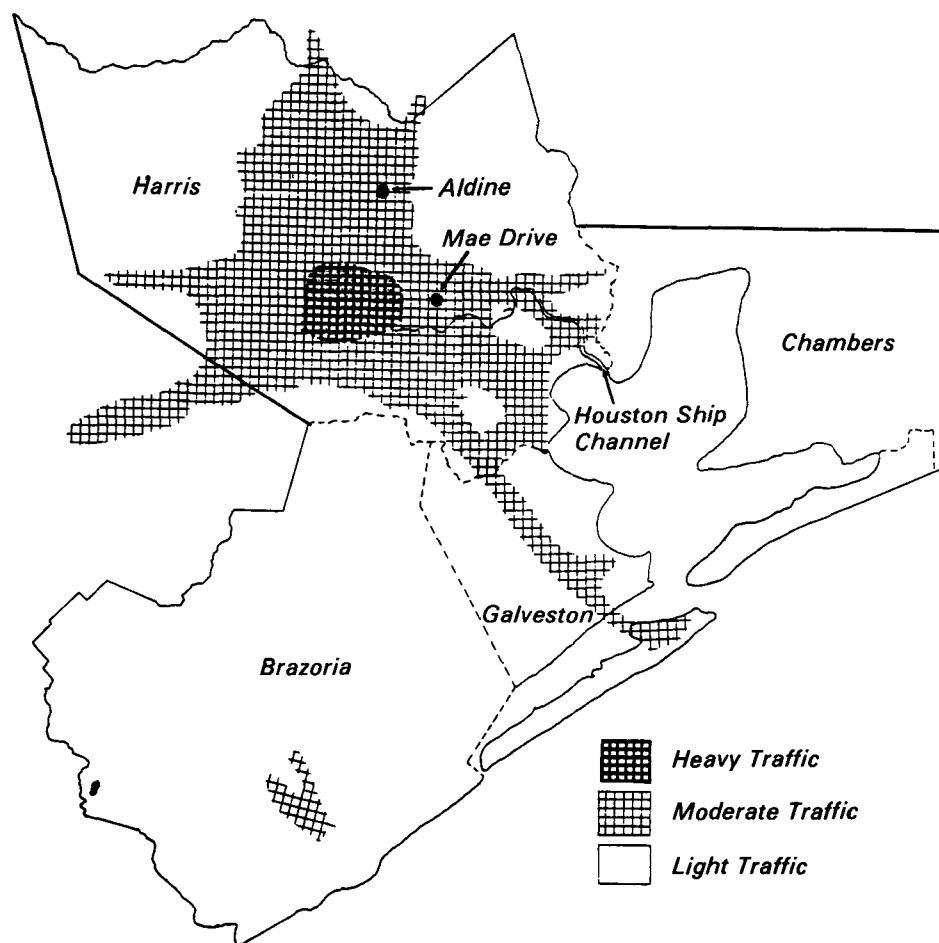 Harris
Aldine
Mae Drive
Chambers
Houston Ship
Channel
Galveston
Brazoria
Heavy Traffic
Moderate Traffic
Light Traffic